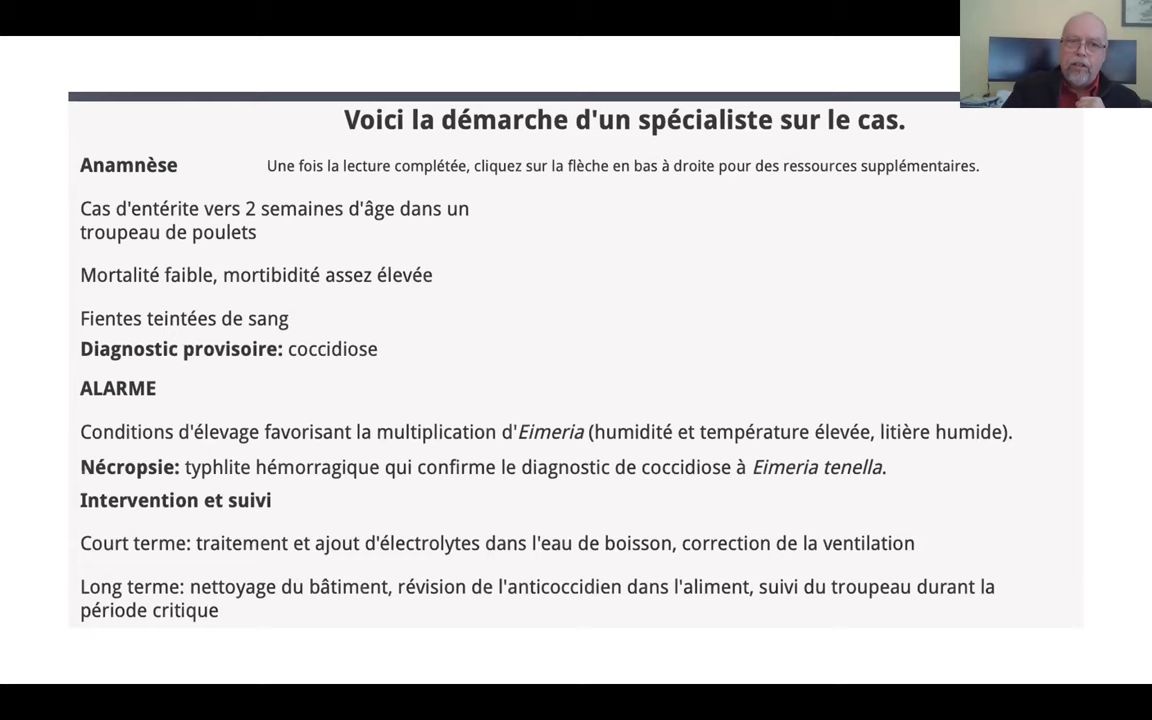 Voici la démarche d'un spécialiste sur le cas.
Anamnèse
Une fois la lecture complétée, cliquez sur la flèche en bas à droite pour des ressources supplémentaires.
Cas d'entérite vers 2 semaines d'âge dans un
troupeau de poulets
Mortalité faible, mortibidité assez élevée
Fientes teintées de sang
Diagnostic provisoire: coccidiose
ALARME
Conditions d'élevage favorisant la multiplication d'Eimeria (humidité et température élevée, litière humide).
Nécropsie: typhlite hémorragique qui confirme le diagnostic de coccidiose à Eimeria tenella.
Intervention et suivi
Court terme: traitement et ajout d'électrolytes dans l'eau de boisson, correction de la ventilation
Long terme: nettoyage du bâtiment, révision de l'anticoccidien dans l'aliment, suivi du troupeau durant la
période critique